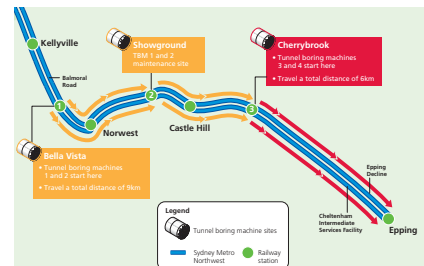 Kellyville
Showground
TBM 1 and 2
maintenance site
Cherrybrook
• Tunnel boring machines
3 and 4 start here
• Travel a total distance of 6km
Balmoral
Road
1
2
3
Norwest
Castle Hill
Bella Vista
• Tunnel boring machines
1 and 2 start here
• Travel a total distance of 9km
Epping
Decline
Cheltenham
Intermediate
Services Facility
Epping
Legend
Tunnel boring machine sites
Sydney Metro
Northwest
Railway
station